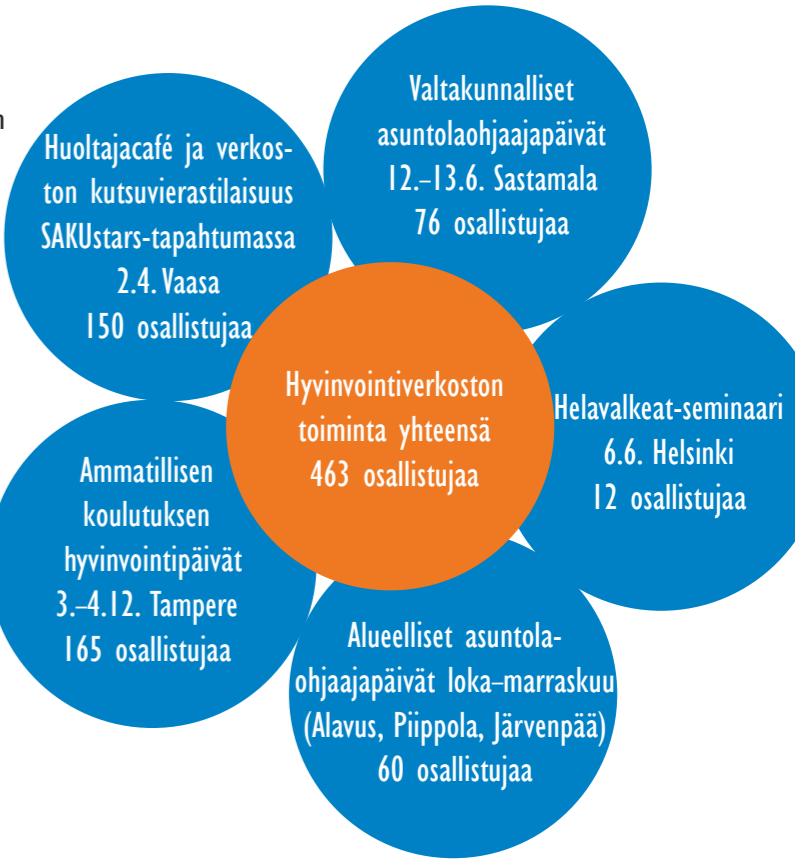 Huoltajacafé ja verkos-
ton kutsuvierastilaisuus
SAKUstars-tapahtumassa
2.4. Vaasa
150 osallistujaa
Valtakunnalliset
asuntolaohjaajapäivät
12.–13.6. Sastamala
76 osallistujaa
Hyvinvointiverkoston
toiminta yhteensä
463 osallistujaa
Helavalkeat-seminaari
6.6. Helsinki
12 osallistujaa
Ammatillisen
koulutuksen
hyvinvointipäivät
3.–4.12. Tampere
165 osallistujaa
Alueelliset asuntola-
ohjaajapäivät loka–marraskuu
(Alavus, Piippola, Järvenpää)
60 osallistujaa